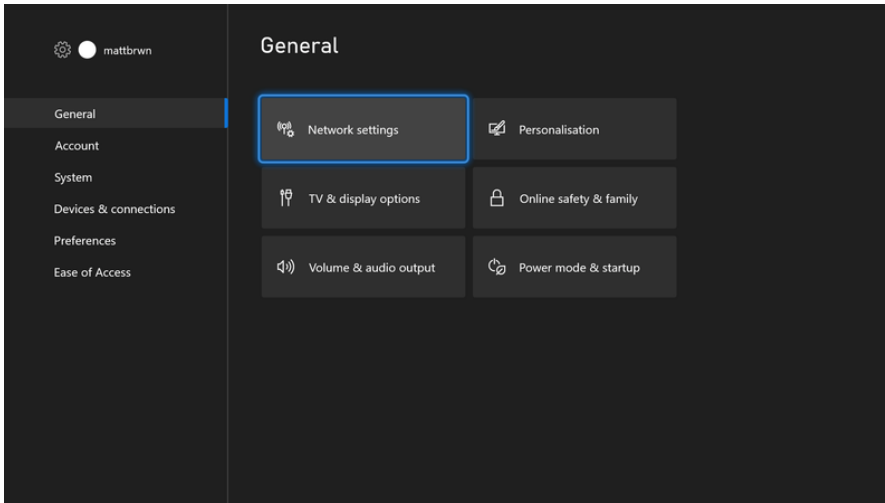 mattbrwn
General
General
Account
System
Devices & connections
Preferences
Ease of Access
Network settings
Personalisation
TV & display options
Online safety & family
Volume & audio output
Power mode & startup